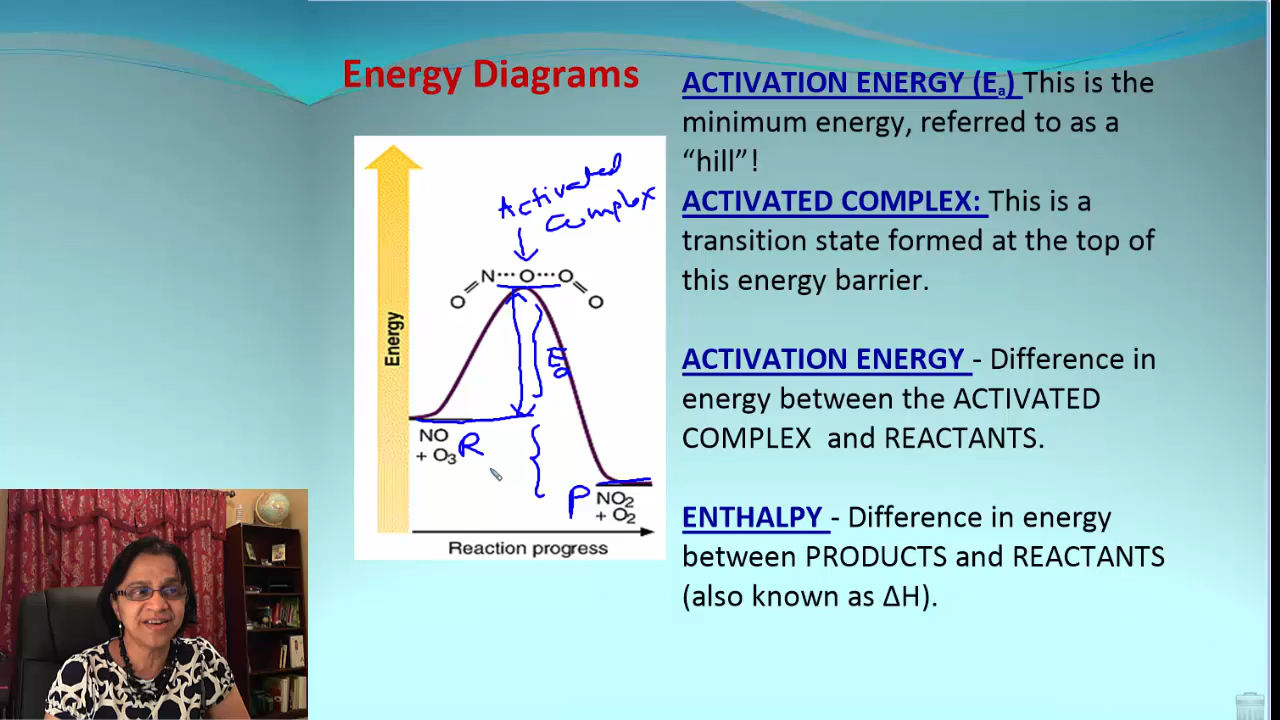 Energy Diagrams
Activated
Complex
N···O···O
O O
Energy
Ea
NO
+ O₃
R
P
NO₂
+ O₂
Reaction progress
ACTIVATION ENERGY (Eₐ) This is the
minimum energy, referred to as a
“hill”!
ACTIVATED COMPLEX: This is a
transition state formed at the top of
this energy barrier.
ACTIVATION ENERGY - Difference in
energy between the ACTIVATED
COMPLEX and REACTANTS.
ENTHALPY - Difference in energy
between PRODUCTS and REACTANTS
(also known as ΔH).